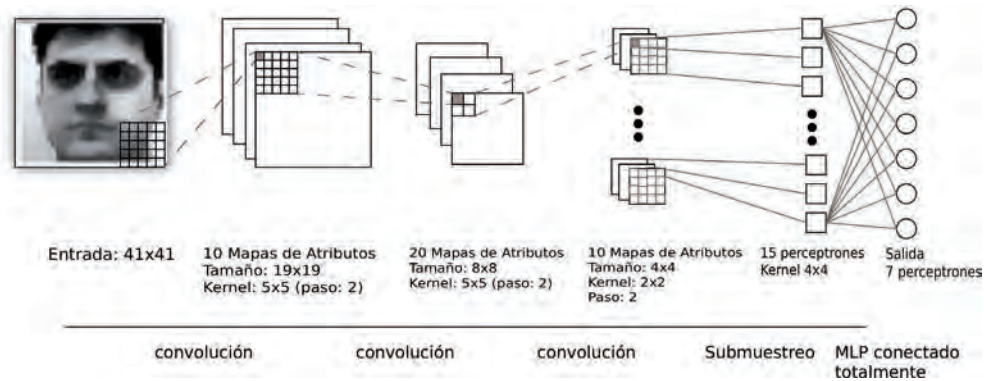 Entrada: 41x41
10 Mapas de Atributos
Tamaño: 19x19
Kernel: 5x5 (paso: 2)
20 Mapas de Atributos
Tamaño: 8x8
Kernel: 5x5 (paso: 2)
10 Mapas de Atributos
Tamaño: 4x4
Kernel: 2x2
Paso: 2
15 perceptrones
Kernel 4x4
Salida
7 perceptrones
convolución
convolución
convolución
Submuestreo
MLP conectado
totalmente